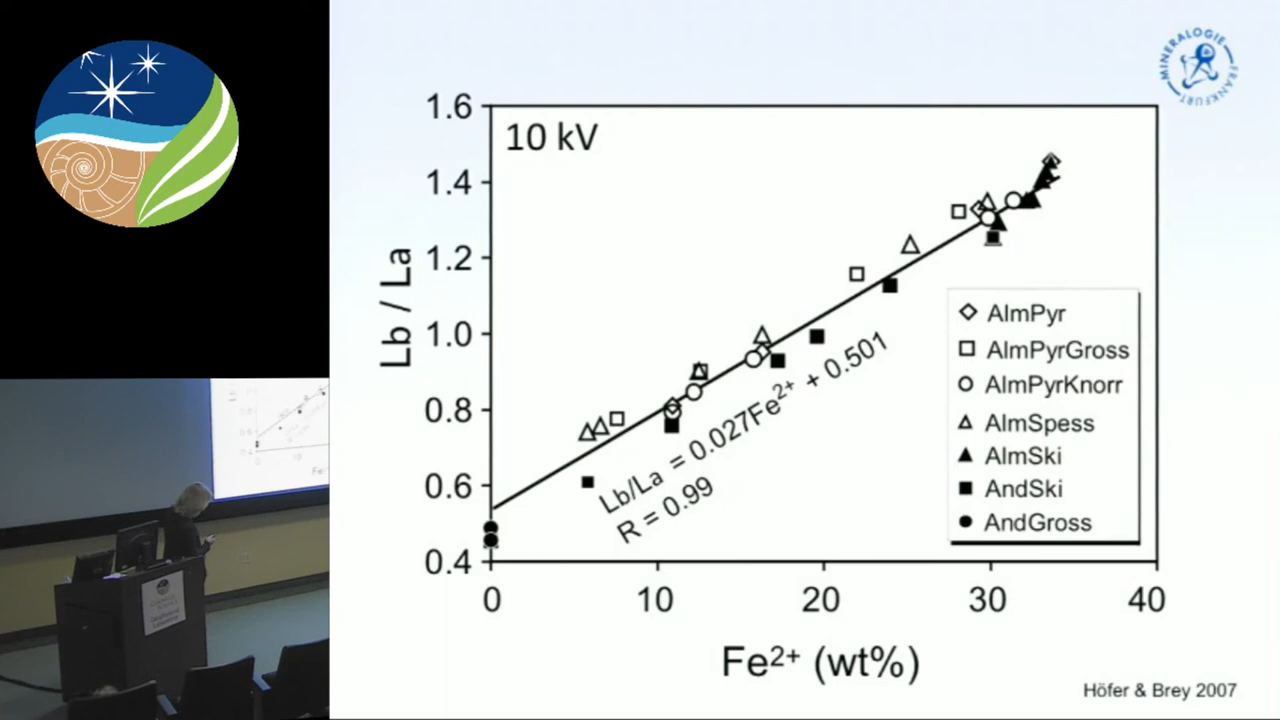 MINERALOGIE
FRANKFURT
10 kV
1.6
1.4
1.2
1.0
0.8
0.6
0.4
Lb / La
0
10
20
30
40
Fe²⁺ (wt%)
Lb/La = 0.027Fe²⁺ + 0.501
R = 0.99
AlmPyr
AlmPyrGross
AlmPyrKnorr
AlmSpess
AlmSki
AndSki
AndGross
Höfer & Brey 2007